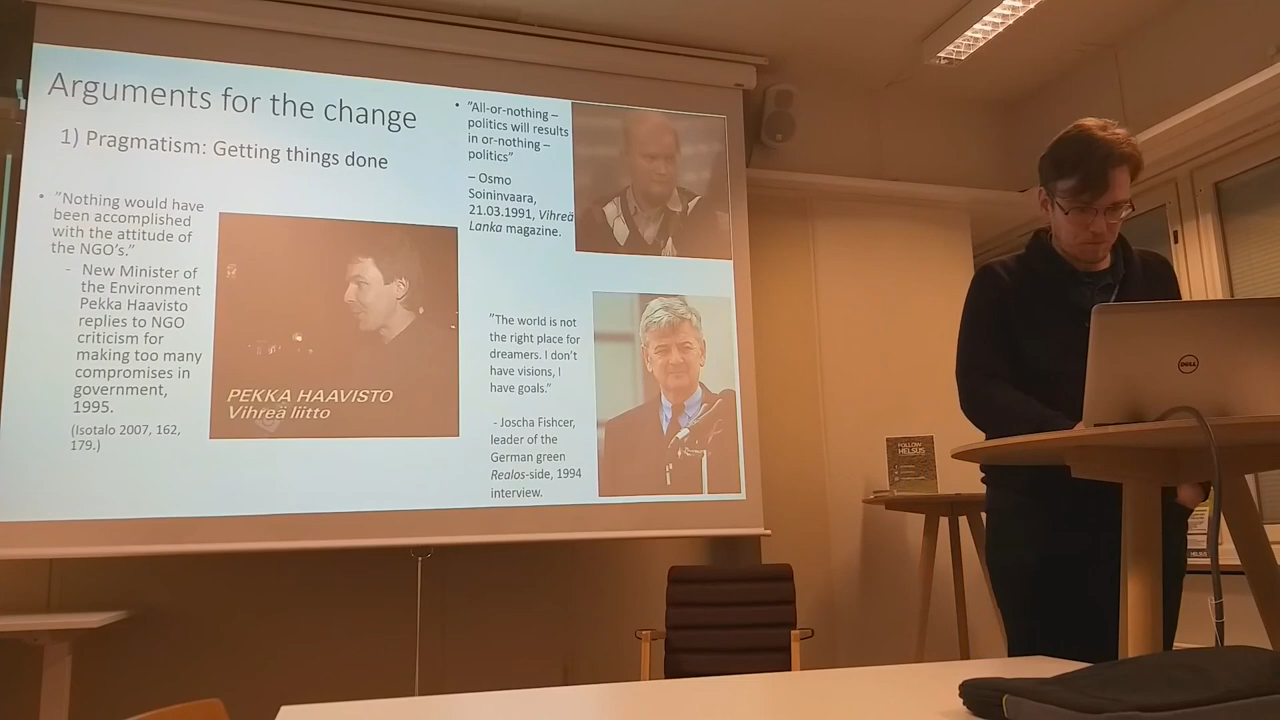 Arguments for the change
1) Pragmatism: Getting things done
• "Nothing would have
been accomplished
with the attitude of
the NGO's."
- New Minister of
the Environment
Pekka Haavisto
replies to NGO
criticism for
making too many
compromises in
government,
1995.
(Isotalo 2007, 162,
179.)
PEKKA HAAVISTO
Vihreä liitto
• "All-or-nothing –
politics will results
in or-nothing –
politics"
– Osmo
Soininvaara,
21.03.1991, Vihreä
Lanka magazine.
"The world is not
the right place for
dreamers. I don't
have visions, I
have goals."
- Joscha Fishcer,
leader of the
German green
Realos-side, 1994
interview.
DELL
FOLLOW
HELSUS
HELSUS